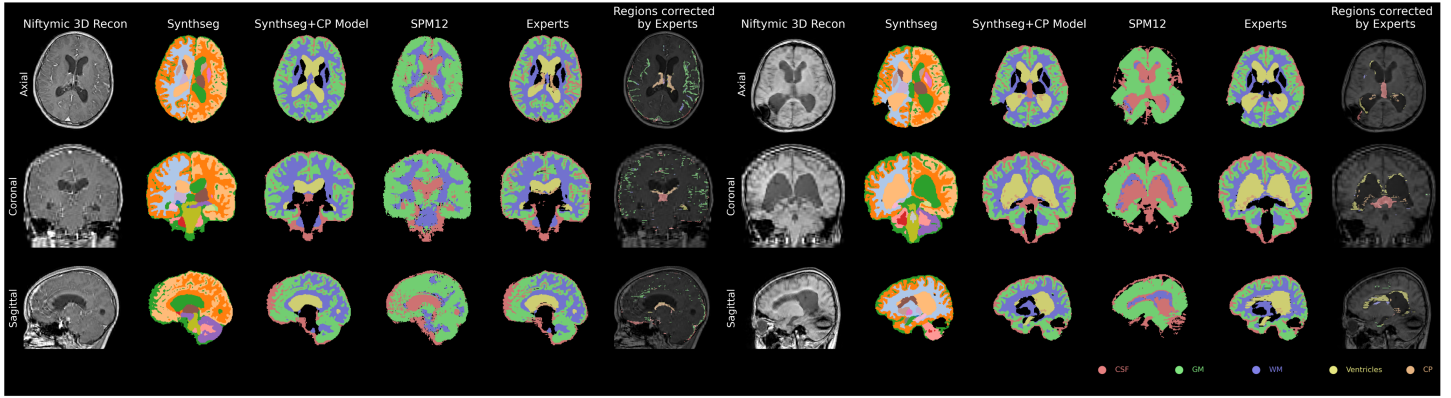 Niftymic 3D Recon Synthseg Synthseg+CP Model SPM12 Experts Regions corrected
by Experts
Niftymic 3D Recon Synthseg Synthseg+CP Model SPM12 Experts Regions corrected
by Experts
Axial
Axial
Coronal
Coronal
Sagittal
Sagittal
CSF GM WM Ventricles CP